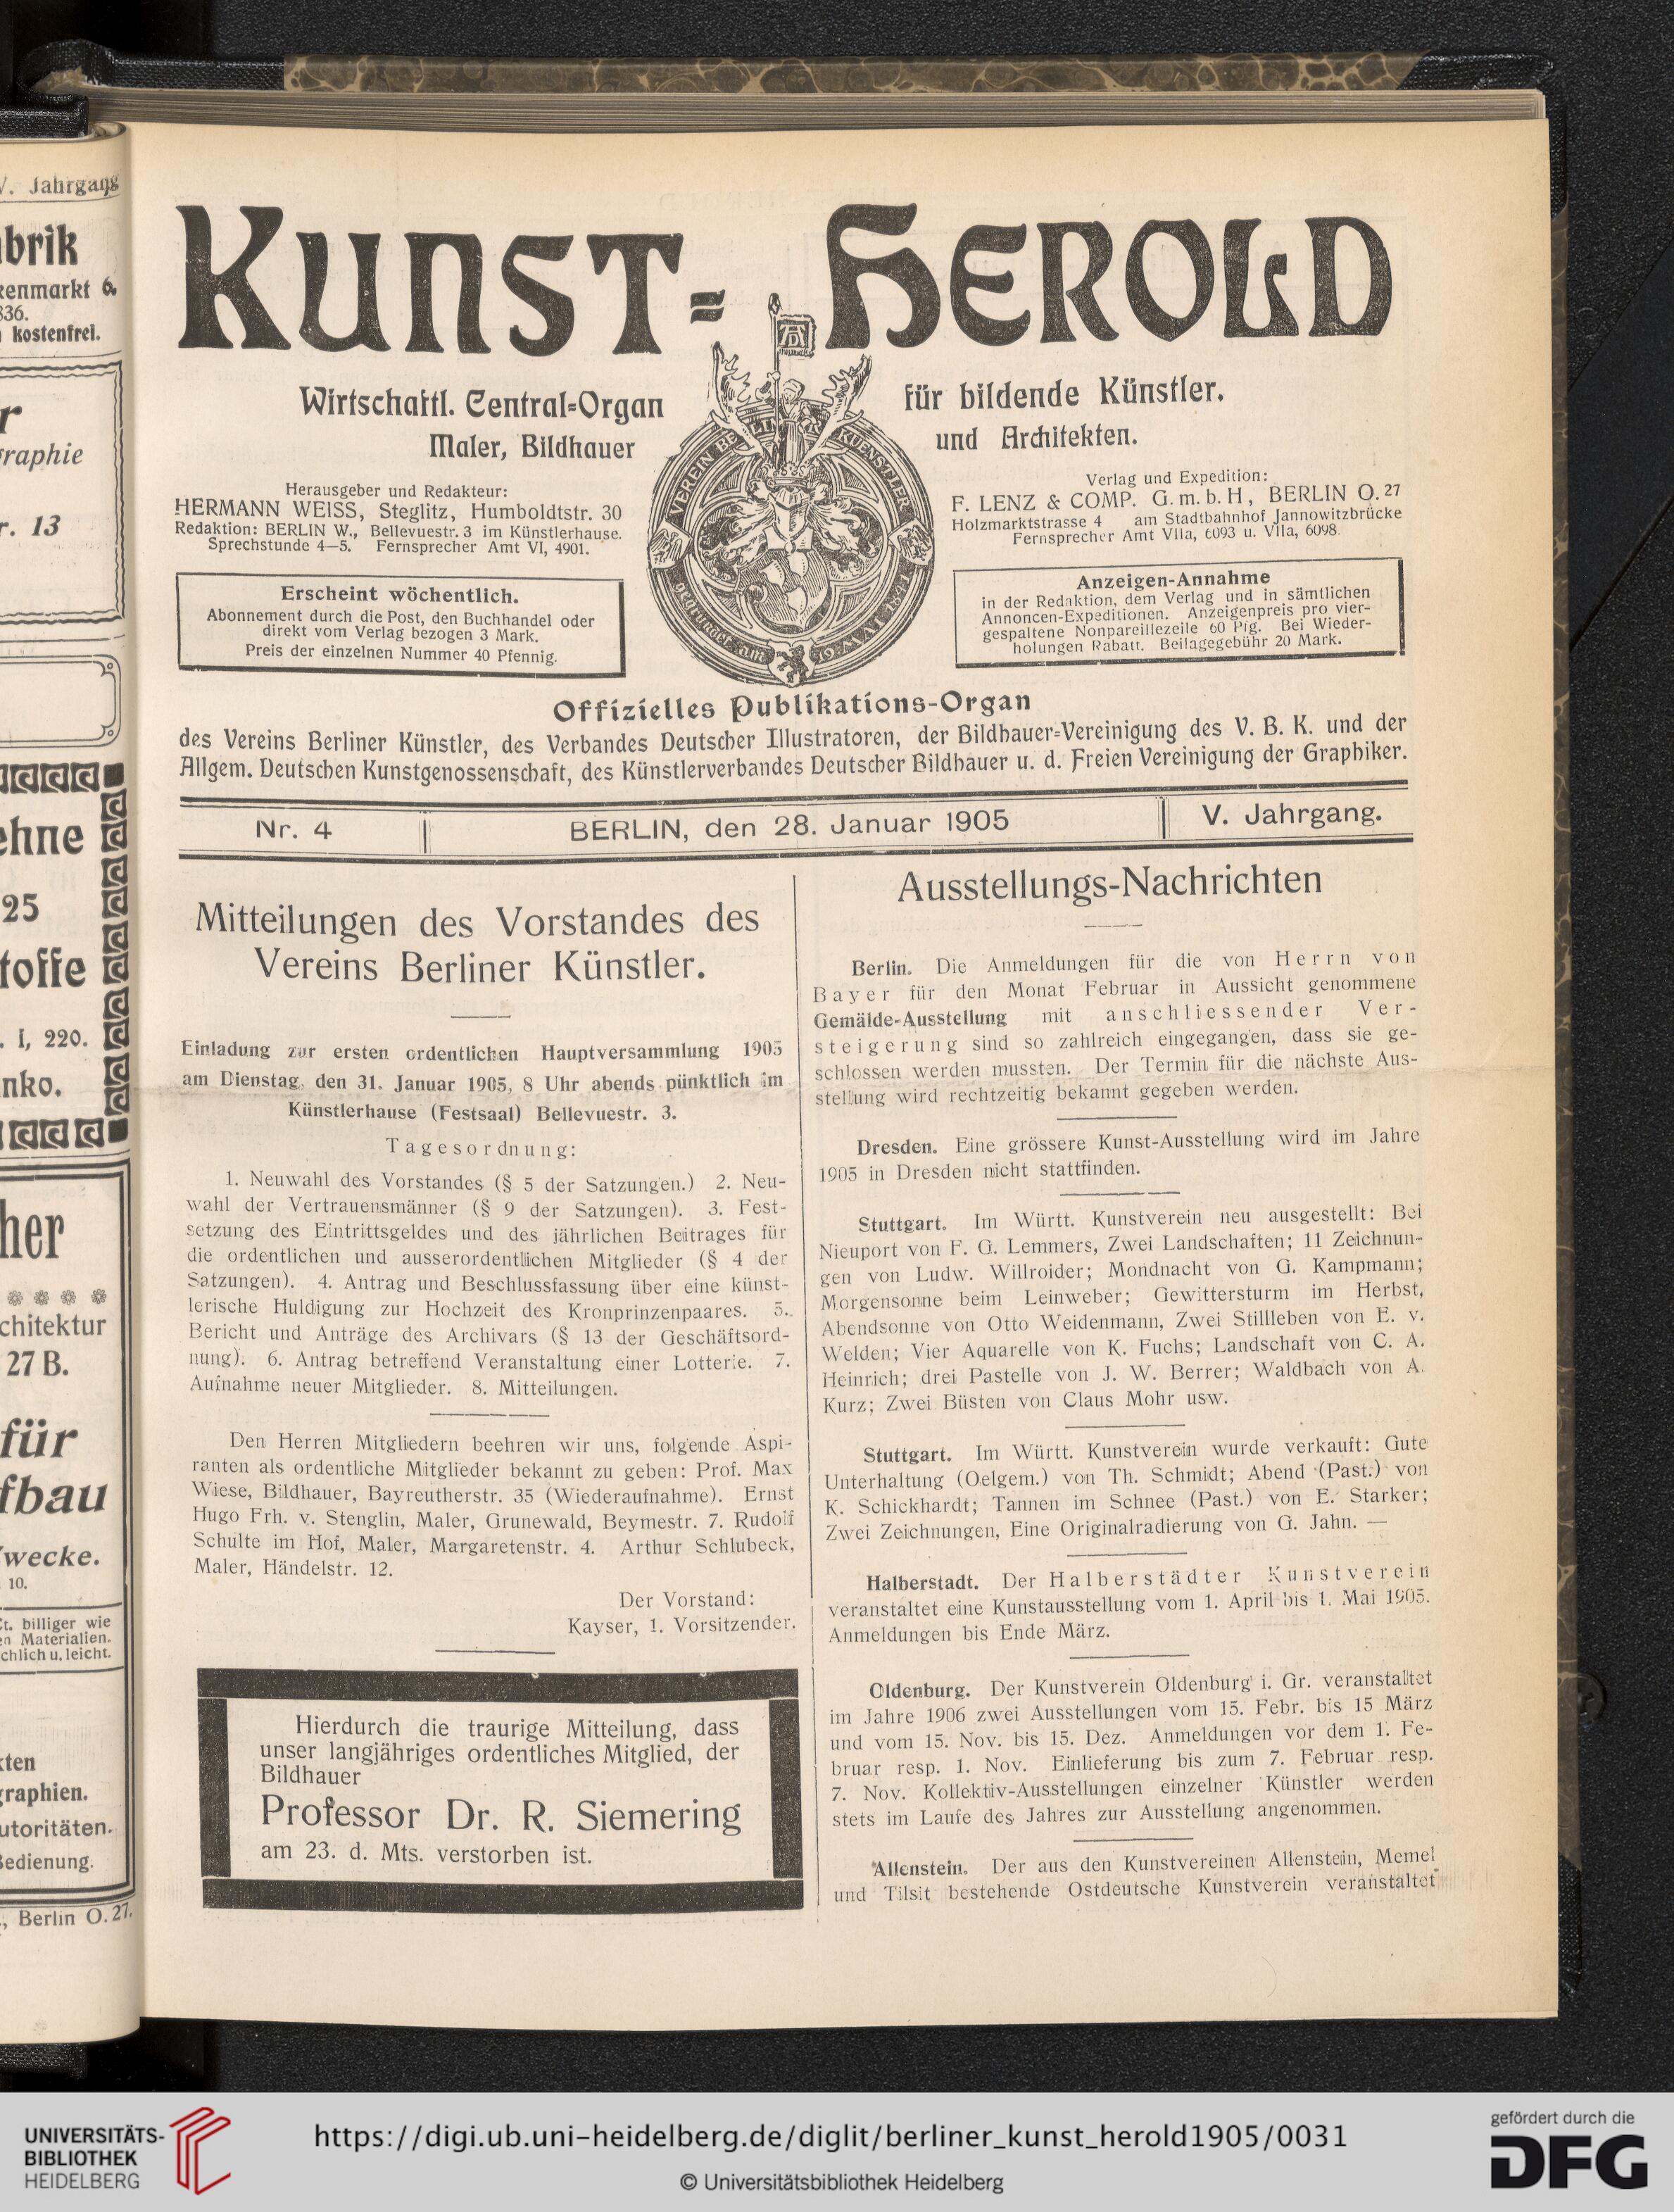 V. Jahrgang
brik
kenmarkt 6.
836.
kostenfrei.
r
raphie
r. 13
ehne
25
toffe
. I, 220.
nko.
her
chitektur
27 B.
für
fbau
wecke.
10.
ct. billiger wie
en Materialien.
chlich u. leicht.
kten
graphien.
utoritäten.
Bedienung.
, Berlin O. 27.
KUNST= HEROLD
Wirtschaftl. Central=Organ für bildende Künstler.
Maler, Bildhauer und Architekten.
Herausgeber und Redakteur:
HERMANN WEISS, Steglitz, Humboldtstr. 30
Redaktion: BERLIN W., Bellevuestr. 3 im Künstlerhause.
Sprechstunde 4—5. Fernsprecher Amt VI, 4901.
Erscheint wöchentlich.
Abonnement durch die Post, den Buchhandel oder
direkt vom Verlag bezogen 3 Mark.
Preis der einzelnen Nummer 40 Pfennig.
VEREIN BERLINER KUENSTLER
gegruendet am 19. MAI 1841
Verlag und Expedition:
F. LENZ & COMP. G. m. b. H, BERLIN O. 27
Holzmarktstrasse 4 am Stadtbahnhof Jannowitzbrücke
Fernsprecher Amt VIIa, 6093 u. VIIa, 6098.
Anzeigen-Annahme
in der Redaktion, dem Verlag und in sämtlichen
Annoncen-Expeditionen. Anzeigenpreis pro vier-
gespaltene Nonpareillezeile 60 Pfg. Bei Wieder-
holungen Rabatt. Beilagegebühr 20 Mark.
Offizielles Publikations-Organ
des Vereins Berliner Künstler, des Verbandes Deutscher Illustratoren, der Bildhauer=Vereinigung des V. B. K. und der
Allgem. Deutschen Kunstgenossenschaft, des Künstlerverbandes Deutscher Bildhauer u. d. Freien Vereinigung der Graphiker.
Nr. 4 BERLIN, den 28. Januar 1905 V. Jahrgang.
Mitteilungen des Vorstandes des
Vereins Berliner Künstler.
Einladung zur ersten ordentlichen Hauptversammlung 1905
am Dienstag, den 31. Januar 1905, 8 Uhr abends pünktlich im
Künstlerhause (Festsaal) Bellevuestr. 3.
Tagesordnung:
1. Neuwahl des Vorstandes (§ 5 der Satzungen.) 2. Neu-
wahl der Vertrauensmänner (§ 9 der Satzungen). 3. Fest-
setzung des Eintrittsgeldes und des jährlichen Beitrages für
die ordentlichen und ausserordentlichen Mitglieder (§ 4 der
Satzungen). 4. Antrag und Beschlussfassung über eine künst-
lerische Huldigung zur Hochzeit des Kronprinzenpaares. 5.
Bericht und Anträge des Archivars (§ 13 der Geschäftsord-
nung). 6. Antrag betreffend Veranstaltung einer Lotterie. 7.
Aufnahme neuer Mitglieder. 8. Mitteilungen.
Den Herren Mitgliedern beehren wir uns, folgende Aspi-
ranten als ordentliche Mitglieder bekannt zu geben: Prof. Max
Wiese, Bildhauer, Bayreutherstr. 35 (Wiederaufnahme). Ernst
Hugo Frh. v. Stenglin, Maler, Grunewald, Beymestr. 7. Rudolf
Schulte im Hof, Maler, Margaretenstr. 4. Arthur Schlubeck,
Maler, Händelstr. 12.
Der Vorstand:
Kayser, 1. Vorsitzender.
Hierdurch die traurige Mitteilung, dass
unser langjähriges ordentliches Mitglied, der
Bildhauer
Professor Dr. R. Siemering
am 23. d. Mts. verstorben ist.
Ausstellungs-Nachrichten
Berlin. Die Anmeldungen für die von Herrn von
Bayer für den Monat Februar in Aussicht genommene
Gemälde-Ausstellung mit anschliessender Ver-
steigerung sind so zahlreich eingegangen, dass sie ge-
schlossen werden mussten. Der Termin für die nächste Aus-
stellung wird rechtzeitig bekannt gegeben werden.
Dresden. Eine grössere Kunst-Ausstellung wird im Jahre
1905 in Dresden nicht stattfinden.
Stuttgart. Im Württ. Kunstverein neu ausgestellt: Bei
Nieuport von F. G. Lemmers, Zwei Landschaften; 11 Zeichnun-
gen von Ludw. Willroider; Mondnacht von G. Kampmann;
Morgensonne beim Leinweber; Gewittersturm im Herbst,
Abendsonne von Otto Weidenmann, Zwei Stillleben von E. v.
Welden; Vier Aquarelle von K. Fuchs; Landschaft von C. A.
Heinrich; drei Pastelle von J. W. Berrer; Waldbach von A.
Kurz; Zwei Büsten von Claus Mohr usw.
Stuttgart. Im Württ. Kunstverein wurde verkauft: Gute
Unterhaltung (Oelgem.) von Th. Schmidt; Abend (Past.) von
K. Schickhardt; Tannen im Schnee (Past.) von E. Starker;
Zwei Zeichnungen, Eine Originalradierung von G. Jahn. —
Halberstadt. Der Halberstädter Kunstverein
veranstaltet eine Kunstausstellung vom 1. April bis 1. Mai 1905.
Anmeldungen bis Ende März.
Oldenburg. Der Kunstverein Oldenburg i. Gr. veranstaltet
im Jahre 1906 zwei Ausstellungen vom 15. Febr. bis 15 März
und vom 15. Nov. bis 15. Dez. Anmeldungen vor dem 1. Fe-
bruar resp. 1. Nov. Einlieferung bis zum 7. Februar resp.
7. Nov. Kollektiv-Ausstellungen einzelner Künstler werden
stets im Laufe des Jahres zur Ausstellung angenommen.
Allenstein. Der aus den Kunstvereinen Allenstein, Memel
und Tilsit bestehende Ostdeutsche Kunstverein veranstaltet
UNIVERSITÄTS-
BIBLIOTHEK
HEIDELBERG
https://digi.ub.uni-heidelberg.de/diglit/berliner_kunst_herold1905/0031
© Universitätsbibliothek Heidelberg
gefördert durch die
DFG